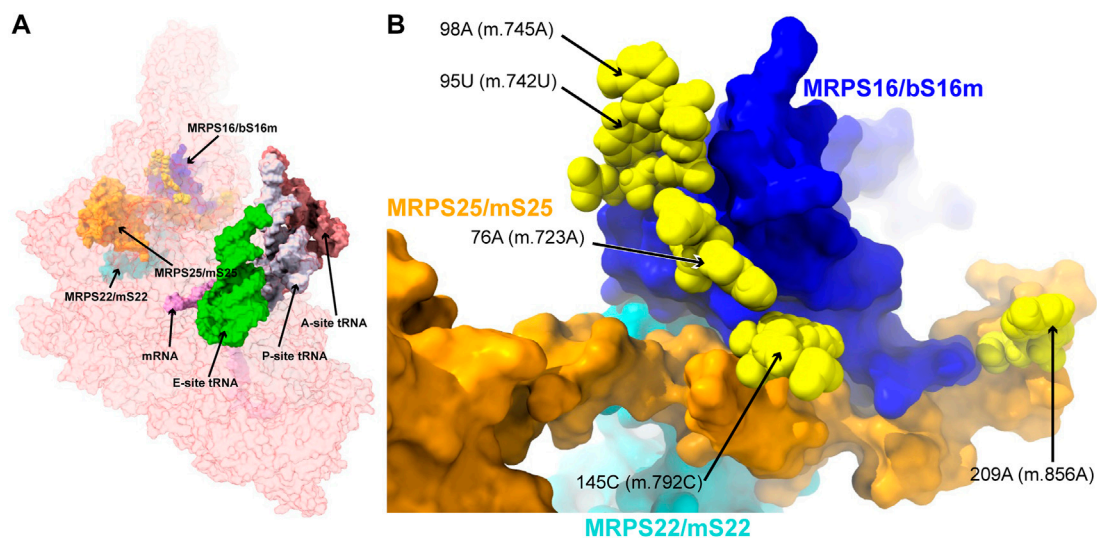 A
MRPS16/bS16m
MRPS25/mS25
MRPS22/mS22
mRNA
A-site tRNA
P-site tRNA
E-site tRNA
B
98A (m.745A)
95U (m.742U)
MRPS16/bS16m
MRPS25/mS25
76A (m.723A)
145C (m.792C)
209A (m.856A)
MRPS22/mS22